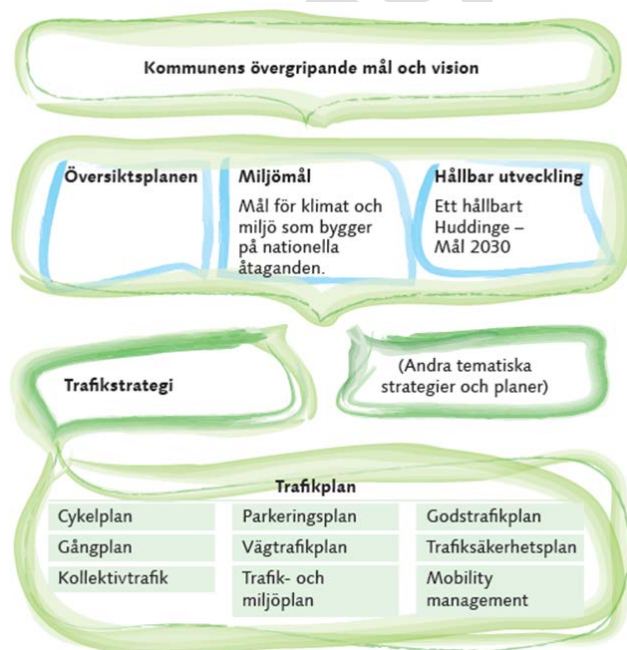 Kommunens övergripande mål och vision
Översiktsplanen
Miljömål
Mål för klimat och
miljö som bygger
på nationella
åtaganden.
Hållbar utveckling
Ett hållbart
Huddinge –
Mål 2030
Trafikstrategi
(Andra tematiska
strategier och planer)
Trafikplan
Cykelplan
Gångplan
Kollektivtrafik
Parkeringsplan
Vägtrafikplan
Trafik- och
miljöplan
Godstrafikplan
Trafiksäkerhetsplan
Mobility
management